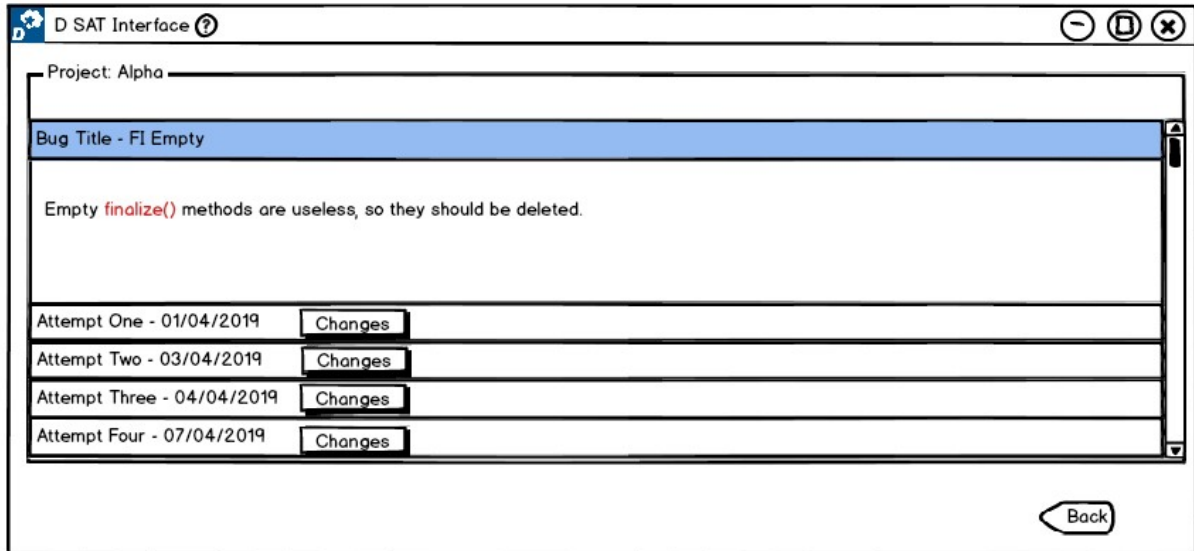 D
D SAT Interface ?
Project: Alpha
Bug Title - FI Empty
Empty finalize() methods are useless, so they should be deleted.
Attempt One - 01/04/2019 Changes
Attempt Two - 03/04/2019 Changes
Attempt Three - 04/04/2019 Changes
Attempt Four - 07/04/2019 Changes
Back